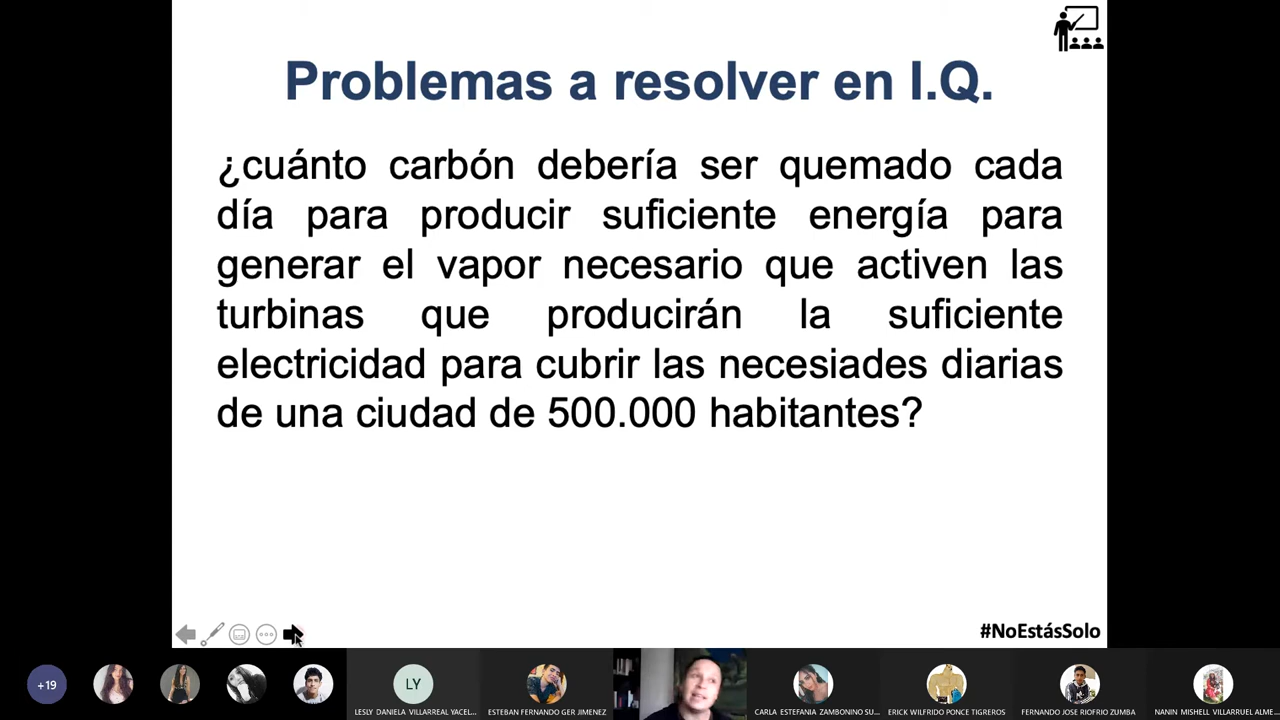 Problemas a resolver en I.Q.
¿cuánto carbón debería ser quemado cada
día para producir suficiente energía para
generar el vapor necesario que activen las
turbinas que producirán la suficiente
electricidad para cubrir las necesiades diarias
de una ciudad de 500.000 habitantes?
#NoEstásSolo
+19
LY
LESLY DANIELA VILLARREAL YACEL...
ESTEBAN FERNANDO GER JIMENEZ
CARLA ESTEFANIA ZAMBONINO SU...
ERICK WILFRIDO PONCE TIGREROS
FERNANDO JOSE RIOFRIO ZUMBA
NANIN MISHELL VILLARRUEL ALME...